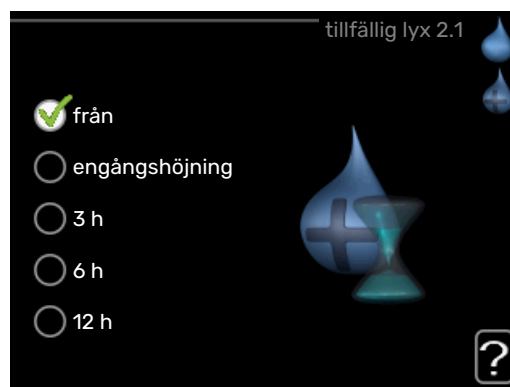 tillfällig lyx 2.1
från
engångshöjning
3 h
6 h
12 h
?